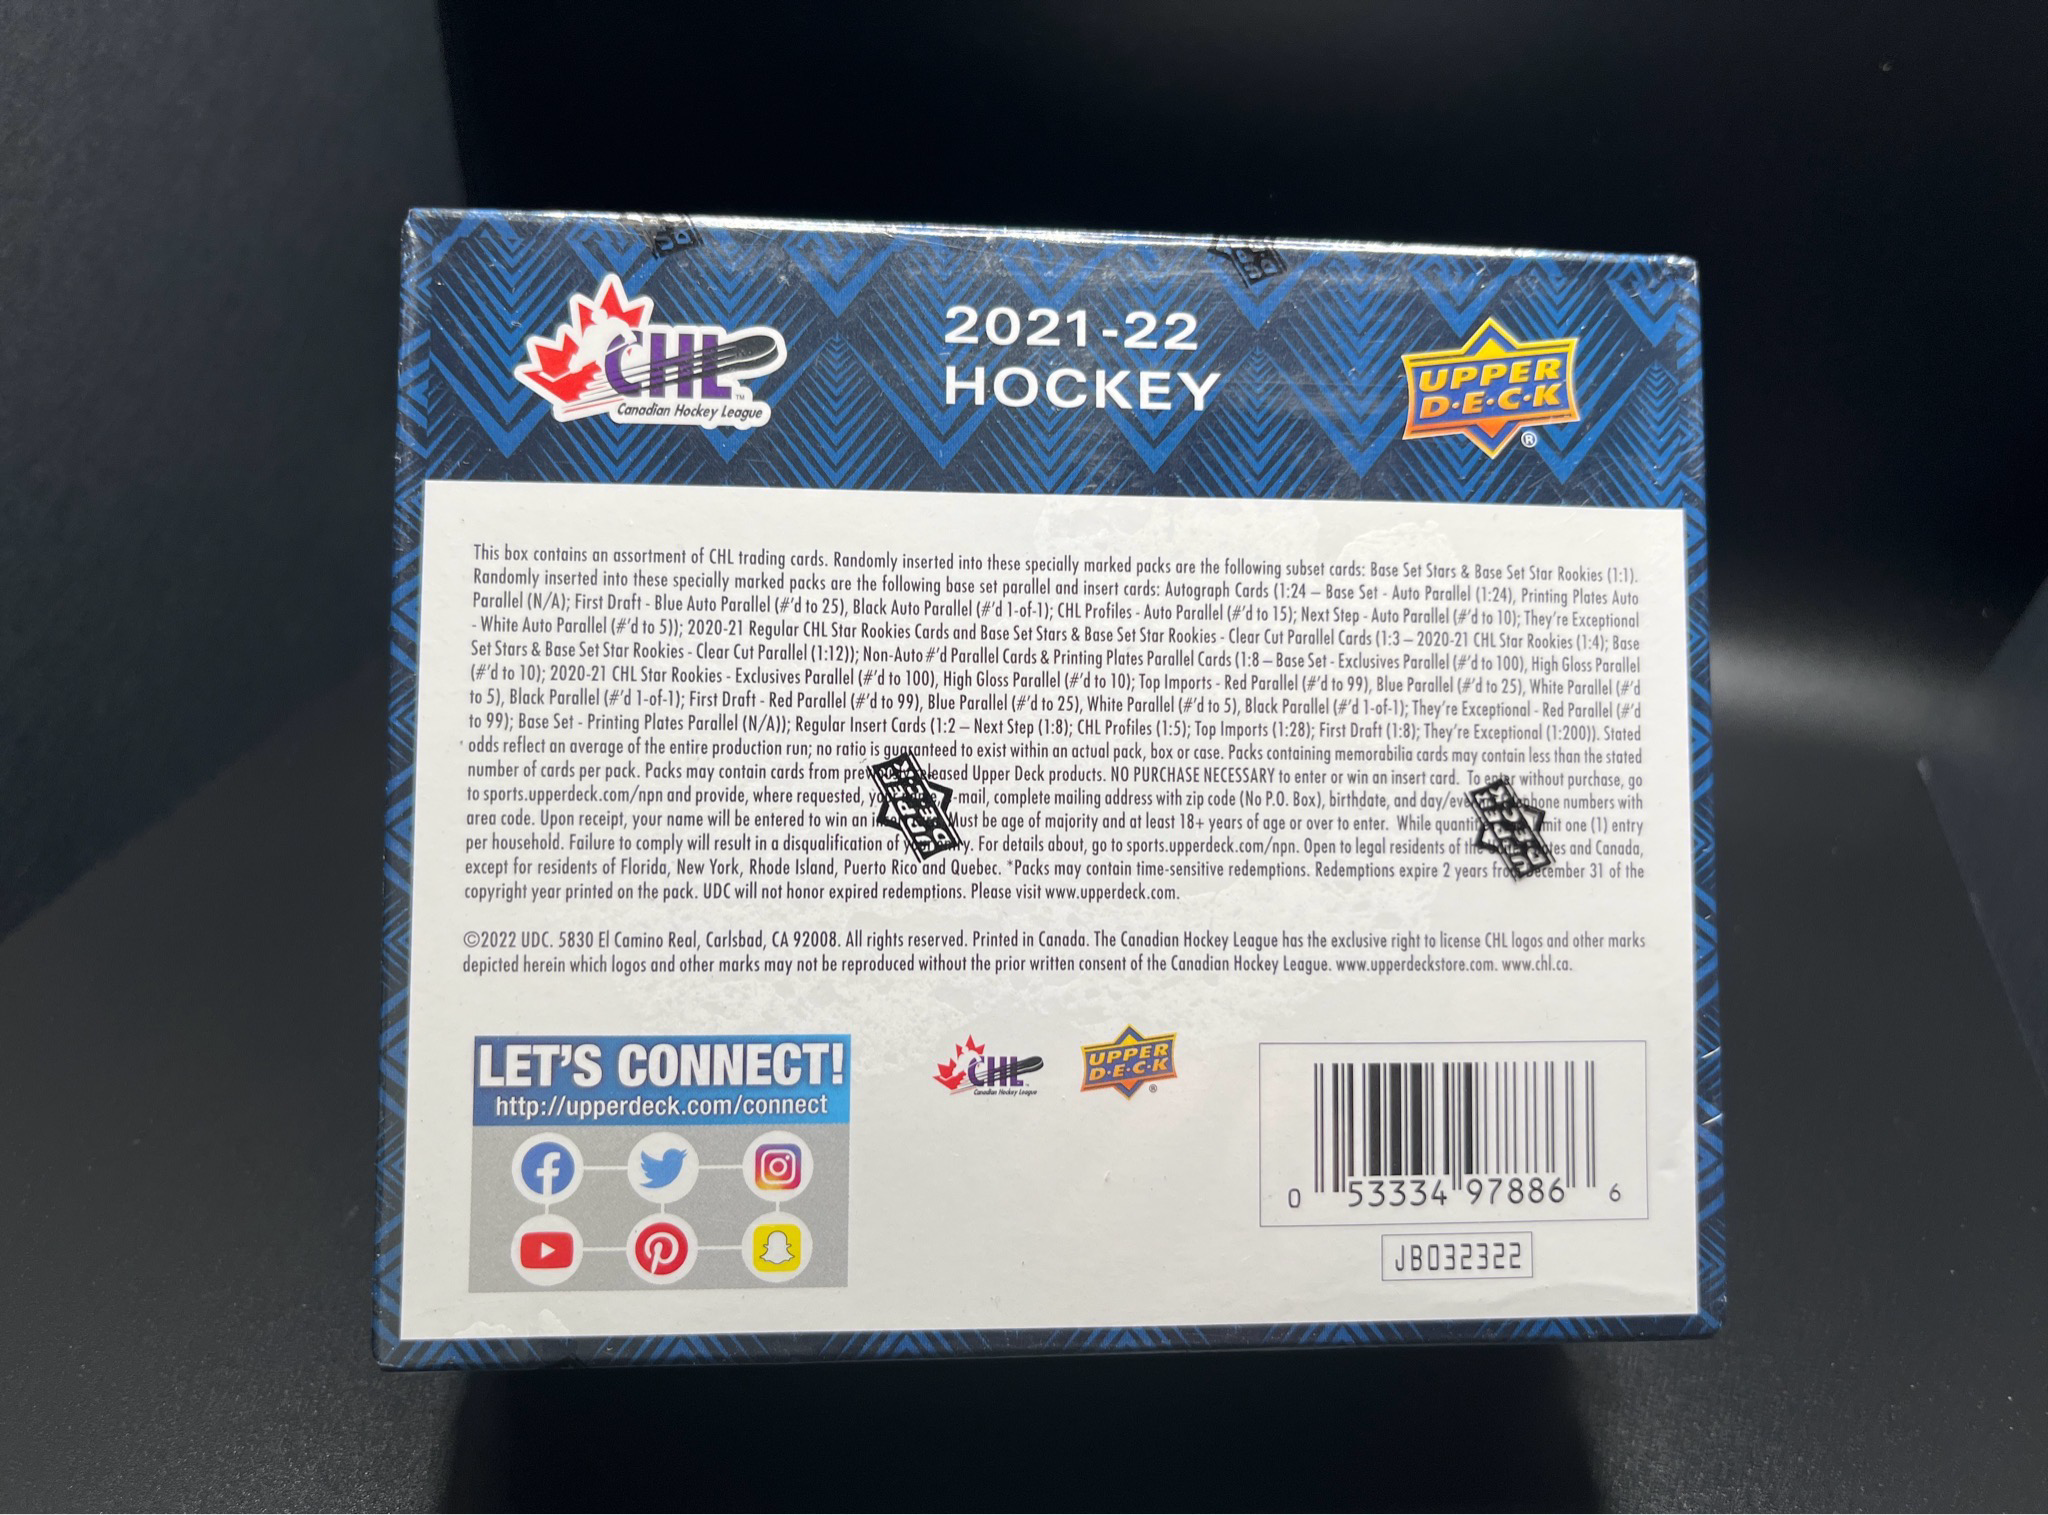 CHL
TM
Canadian Hockey League
2021-22
HOCKEY
UPPER
D·E·C·K
®
This box contains an assortment of CHL trading cards. Randomly inserted into these specially marked packs are the following subset cards: Base Set Stars & Base Set Star Rookies (1:1).
Randomly inserted into these specially marked packs are the following base set parallel and insert cards: Autograph Cards (1:24 – Base Set - Auto Parallel (1:24), Printing Plates Auto
Parallel (N/A); First Draft - Blue Auto Parallel (#'d to 25), Black Auto Parallel (#'d 1-of-1); CHL Profiles - Auto Parallel (#'d to 15); Next Step - Auto Parallel (#'d to 10); They're Exceptional
- White Auto Parallel (#'d to 5)); 2020-21 Regular CHL Star Rookies Cards and Base Set Stars & Base Set Star Rookies - Clear Cut Parallel Cards (1:3 – 2020-21 CHL Star Rookies (1:4); Base
Set Stars & Base Set Star Rookies - Clear Cut Parallel (1:12)); Non-Auto #'d Parallel Cards & Printing Plates Parallel Cards (1:8 – Base Set - Exclusives Parallel (#'d to 100), High Gloss Parallel
(#'d to 10); 2020-21 CHL Star Rookies - Exclusives Parallel (#'d to 100), High Gloss Parallel (#'d to 10); Top Imports - Red Parallel (#'d to 99), Blue Parallel (#'d to 25), White Parallel (#'d
to 5), Black Parallel (#'d 1-of-1); First Draft - Red Parallel (#'d to 99), Blue Parallel (#'d to 25), White Parallel (#'d to 5), Black Parallel (#'d 1-of-1); They're Exceptional - Red Parallel (#'d
to 99); Base Set - Printing Plates Parallel (N/A)); Regular Insert Cards (1:2 – Next Step (1:8); CHL Profiles (1:5); Top Imports (1:28); First Draft (1:8); They're Exceptional (1:200)). Stated
odds reflect an average of the entire production run; no ratio is guaranteed to exist within an actual pack, box or case. Packs containing memorabilia cards may contain less than the stated
number of cards per pack. Packs may contain cards from previously released Upper Deck products. NO PURCHASE NECESSARY to enter or win an insert card. To enter without purchase, go
to sports.upperdeck.com/npn and provide, where requested, your name, e-mail, complete mailing address with zip code (No P.O. Box), birthdate, and day/evening phone numbers with
area code. Upon receipt, your name will be entered to win an insert card. Must be age of majority and at least 18+ years of age or over to enter. While quantities limit one (1) entry
per household. Failure to comply will result in a disqualification of your entry. For details about, go to sports.upperdeck.com/npn. Open to legal residents of the United States and Canada,
except for residents of Florida, New York, Rhode Island, Puerto Rico and Quebec. *Packs may contain time-sensitive redemptions. Redemptions expire 2 years from December 31 of the
copyright year printed on the pack. UDC will not honor expired redemptions. Please visit www.upperdeck.com.
©2022 UDC. 5830 El Camino Real, Carlsbad, CA 92008. All rights reserved. Printed in Canada. The Canadian Hockey League has the exclusive right to license CHL logos and other marks
depicted herein which logos and other marks may not be reproduced without the prior written consent of the Canadian Hockey League. www.upperdeckstore.com. www.chl.ca.
LET'S CONNECT!
http://upperdeck.com/connect
CHL
Canadian Hockey League
UPPER
D·E·C·K
®
0 53334 97886 6
JB032322
UPPER
DECK
UPPER
DECK